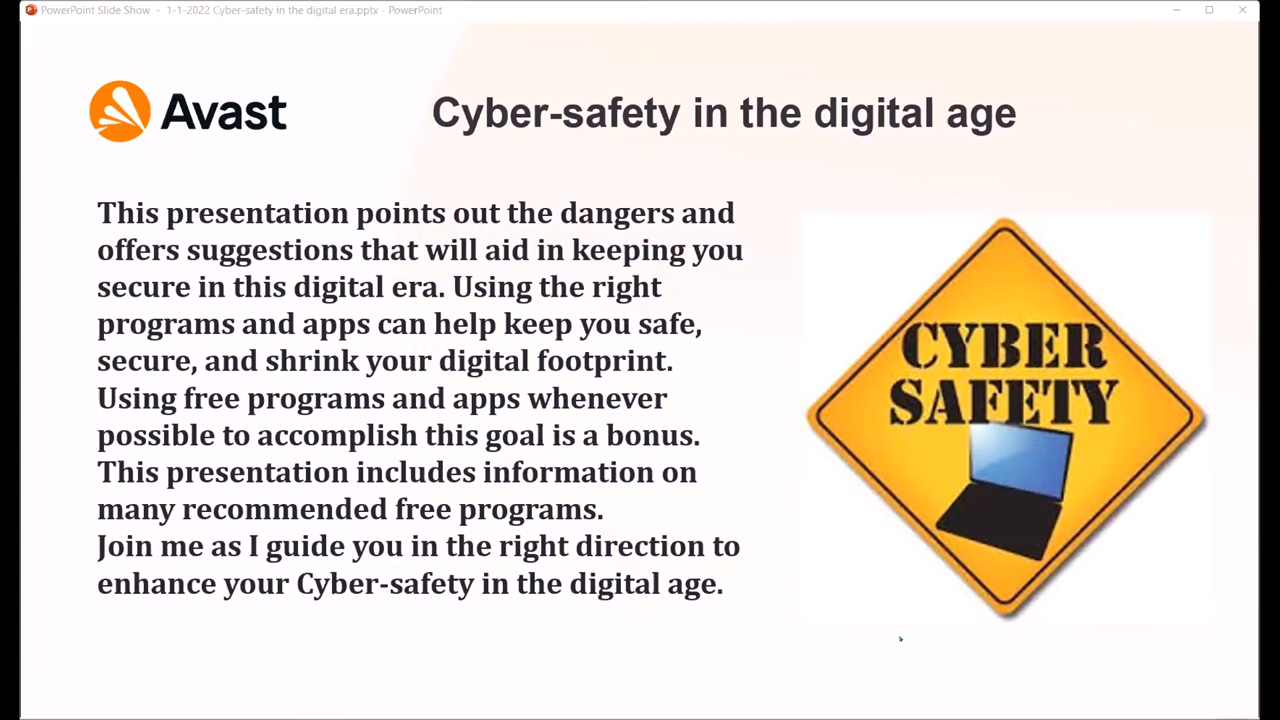 PowerPoint Slide Show - 1-1-2022 Cyber-safety in the digital era.pptx - PowerPoint
Avast
Cyber-safety in the digital age
This presentation points out the dangers and
offers suggestions that will aid in keeping you
secure in this digital era. Using the right
programs and apps can help keep you safe,
secure, and shrink your digital footprint.
Using free programs and apps whenever
possible to accomplish this goal is a bonus.
This presentation includes information on
many recommended free programs.
Join me as I guide you in the right direction to
enhance your Cyber-safety in the digital age.
CYBER
SAFETY